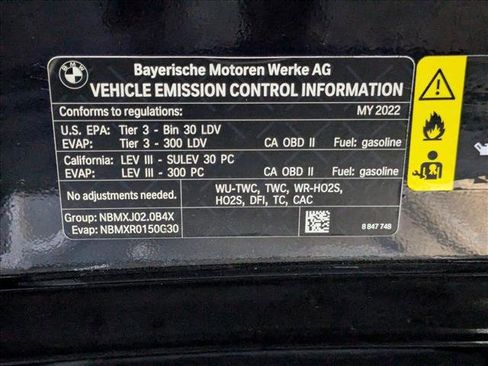 BMW
Bayerische Motoren Werke AG
VEHICLE EMISSION CONTROL INFORMATION
Conforms to regulations: MY 2022
U.S. EPA: Tier 3 - Bin 30 LDV
EVAP: Tier 3 - 300 LDV CA OBD II Fuel: gasoline
California: LEV III - SULEV 30 PC
EVAP: LEV III - 300 PC CA OBD II Fuel: gasoline
No adjustments needed. WU-TWC, TWC, WR-HO2S,
HO2S, DFI, TC, CAC
Group: NBMXJ02.0B4X
Evap: NBMXR0150G30 8 847 748